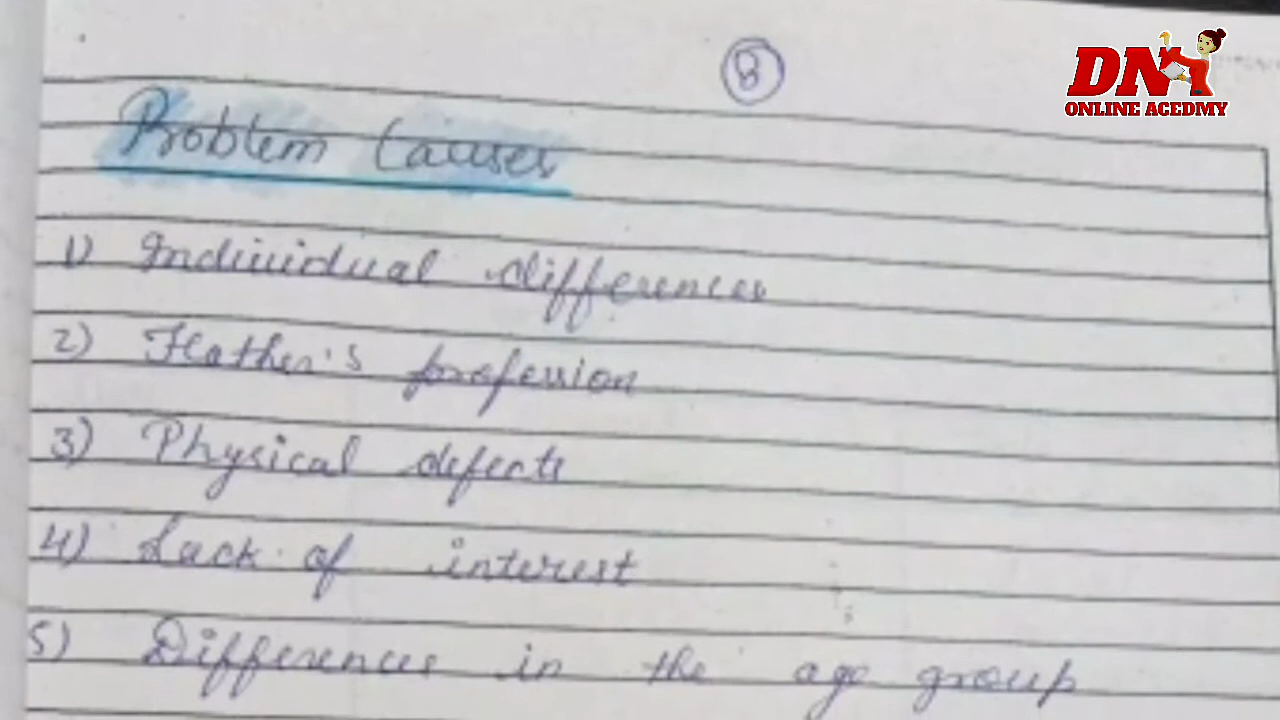 8
DN
ONLINE ACEDMY
Problem Causes
1) Individual differences
2) Father's profession
3) Physical defects
4) Lack of interest
5) Differences in the age group